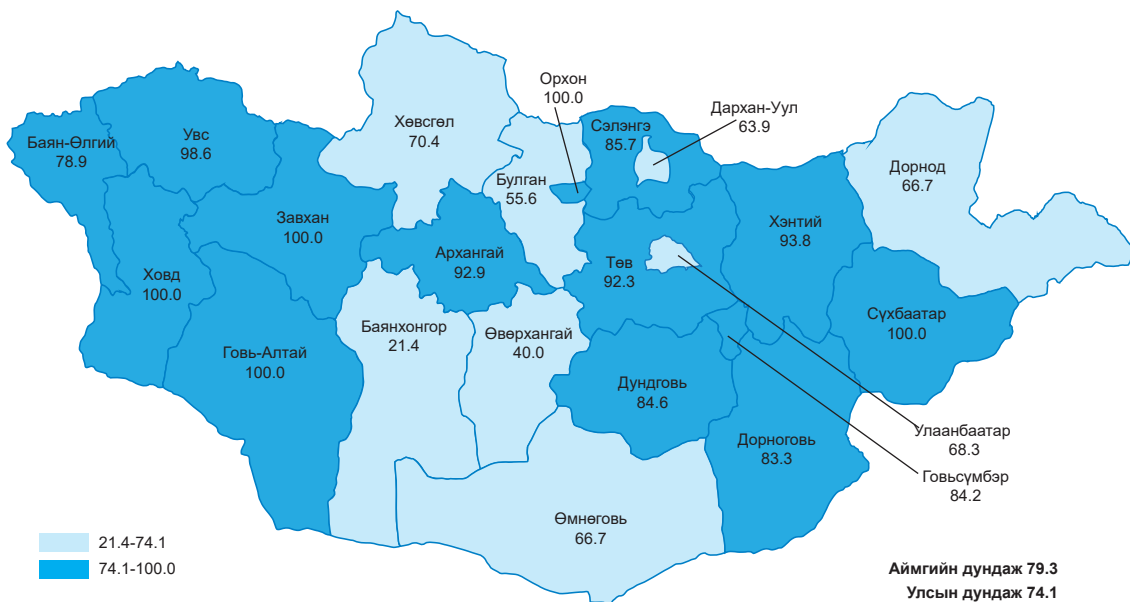 Орхон
100.0
Дархан-Уул
63.9
Хөвсгөл
70.4
Сэлэнгэ
85.7
Увс
98.6
Баян-Өлгий
78.9
Дорнод
66.7
Булган
55.6
Завхан
100.0
Хэнтий
93.8
Архангай
92.9
Төв
92.3
Ховд
100.0
Сүхбаатар
100.0
Баянхонгор
21.4
Өвөрхангай
40.0
Говь-Алтай
100.0
Дундговь
84.6
Улаанбаатар
68.3
Дорноговь
83.3
Говьсүмбэр
84.2
Өмнөговь
66.7
21.4-74.1
74.1-100.0
Аймгийн дундаж 79.3
Улсын дундаж 74.1